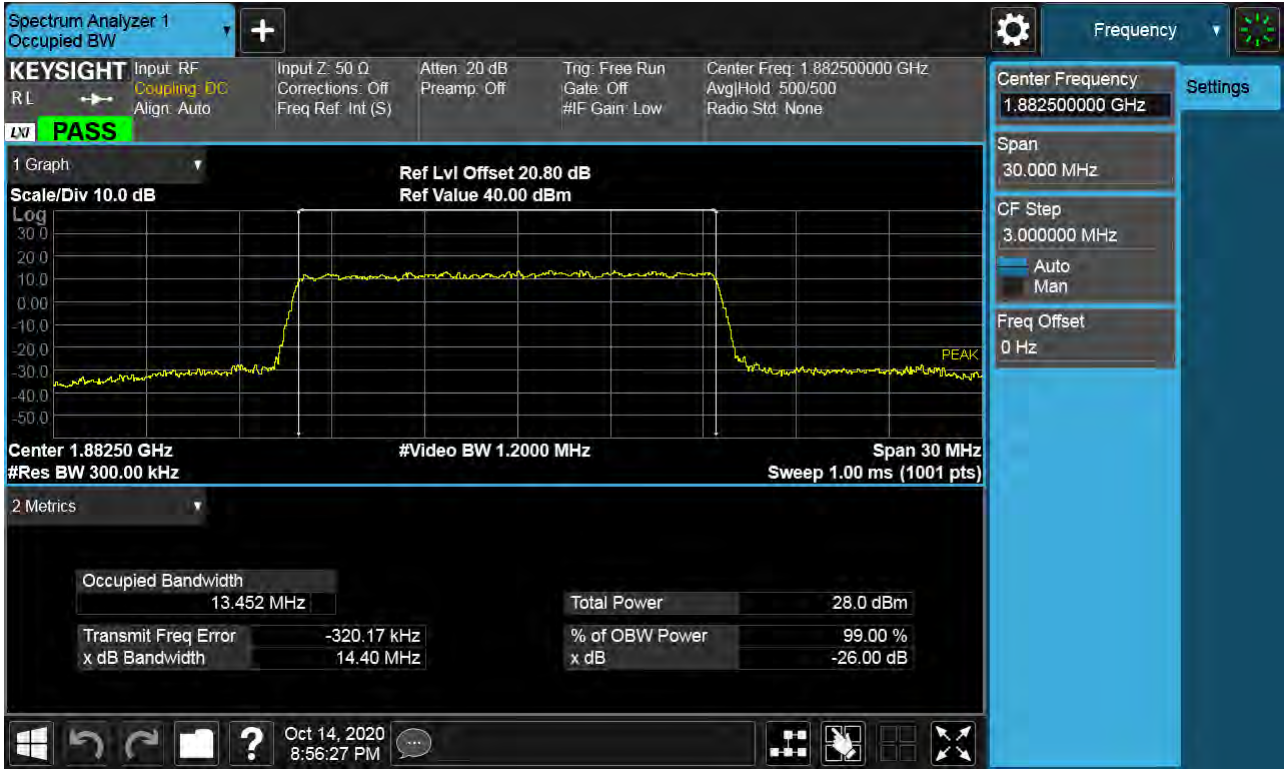 Spectrum Analyzer 1
Occupied BW
Frequency
KEYSIGHT
RL
LXI
PASS
Input: RF
Coupling: DC
Align: Auto
Input Z: 50 Ω
Corrections: Off
Freq Ref: Int (S)
Atten: 20 dB
Preamp: Off
Trig: Free Run
Gate: Off
#IF Gain: Low
Center Freq: 1.882500000 GHz
Avg|Hold: 500/500
Radio Std: None
1 Graph
Scale/Div 10.0 dB
Ref Lvl Offset 20.80 dB
Ref Value 40.00 dBm
Log
30.0
20.0
10.0
0.00
-10.0
-20.0
-30.0
-40.0
-50.0
PEAK
Center 1.88250 GHz
#Video BW 1.2000 MHz
Span 30 MHz
#Res BW 300.00 kHz
Sweep 1.00 ms (1001 pts)
2 Metrics
Occupied Bandwidth
13.452 MHz
Transmit Freq Error -320.17 kHz
x dB Bandwidth 14.40 MHz
Total Power 28.0 dBm
% of OBW Power 99.00 %
x dB -26.00 dB
Oct 14, 2020
8:56:27 PM
Center Frequency
1.882500000 GHz
Span
30.000 MHz
CF Step
3.000000 MHz
Auto
Man
Freq Offset
0 Hz
Settings